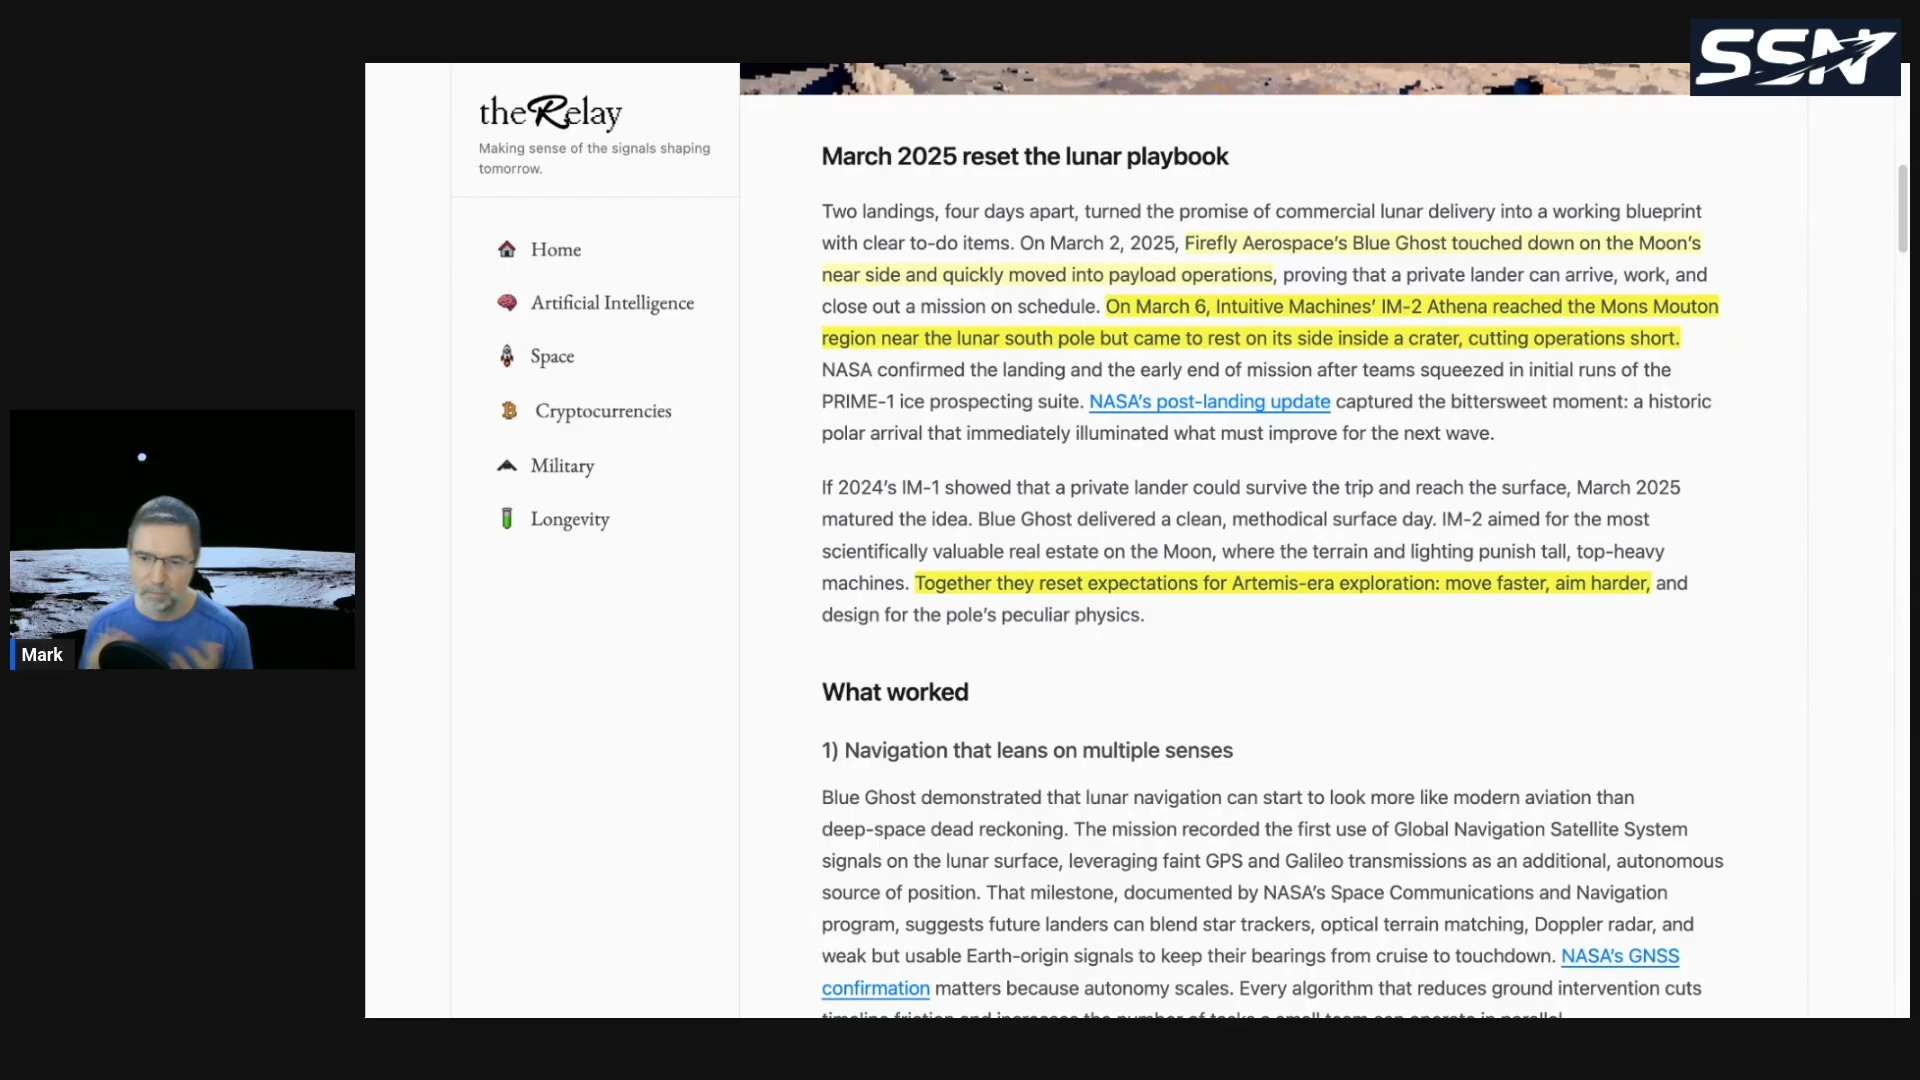 SSN
theRelay
Making sense of the signals shaping
tomorrow.
Home
Artificial Intelligence
Space
Cryptocurrencies
Military
Longevity
March 2025 reset the lunar playbook
Two landings, four days apart, turned the promise of commercial lunar delivery into a working blueprint
with clear to-do items. On March 2, 2025, Firefly Aerospace’s Blue Ghost touched down on the Moon’s
near side and quickly moved into payload operations, proving that a private lander can arrive, work, and
close out a mission on schedule. On March 6, Intuitive Machines’ IM-2 Athena reached the Mons Mouton
region near the lunar south pole but came to rest on its side inside a crater, cutting operations short.
NASA confirmed the landing and the early end of mission after teams squeezed in initial runs of the
PRIME-1 ice prospecting suite. NASA’s post-landing update captured the bittersweet moment: a historic
polar arrival that immediately illuminated what must improve for the next wave.
If 2024’s IM-1 showed that a private lander could survive the trip and reach the surface, March 2025
matured the idea. Blue Ghost delivered a clean, methodical surface day. IM-2 aimed for the most
scientifically valuable real estate on the Moon, where the terrain and lighting punish tall, top-heavy
machines. Together they reset expectations for Artemis-era exploration: move faster, aim harder, and
design for the pole’s peculiar physics.
What worked
1) Navigation that leans on multiple senses
Blue Ghost demonstrated that lunar navigation can start to look more like modern aviation than
deep-space dead reckoning. The mission recorded the first use of Global Navigation Satellite System
signals on the lunar surface, leveraging faint GPS and Galileo transmissions as an additional, autonomous
source of position. That milestone, documented by NASA’s Space Communications and Navigation
program, suggests future landers can blend star trackers, optical terrain matching, Doppler radar, and
weak but usable Earth-origin signals to keep their bearings from cruise to touchdown. NASA’s GNSS
confirmation matters because autonomy scales. Every algorithm that reduces ground intervention cuts
timeline friction and increases the number of tasks a small team can operate in parallel.
Mark